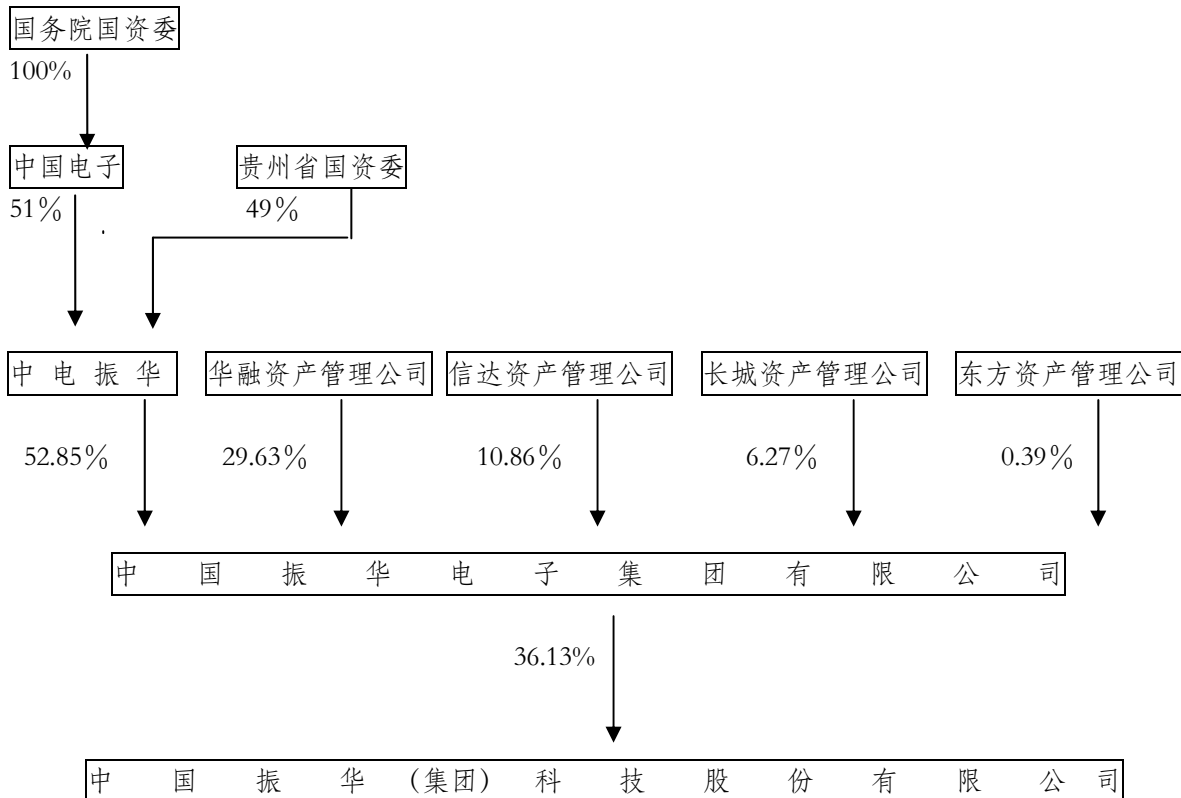 国务院国资委
100%
中国电子 贵州省国资委
51% 49%
中电振华 华融资产管理公司 信达资产管理公司 长城资产管理公司 东方资产管理公司
52.85% 29.63% 10.86% 6.27% 0.39%
中国振华电子集团有限公司
36.13%
中国振华(集团)科技股份有限公司